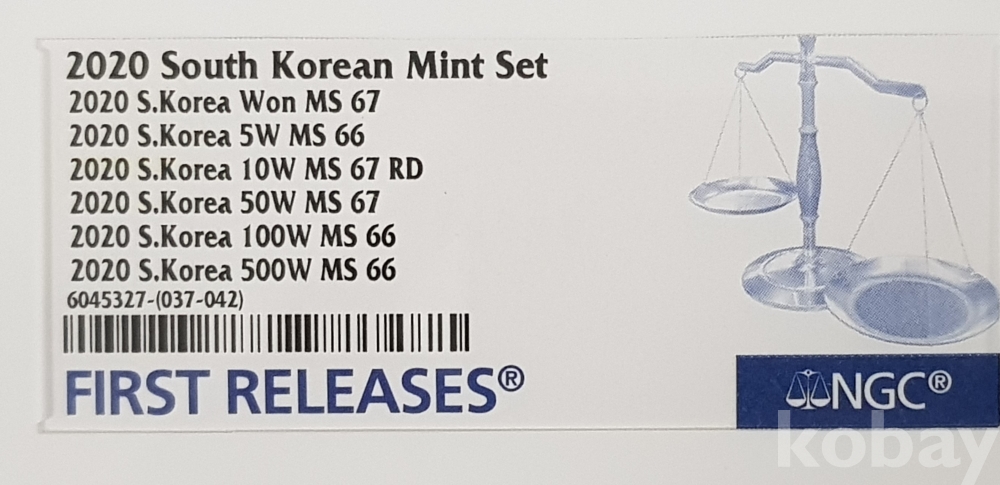 2020 South Korean Mint Set
2020 S.Korea Won MS 67
2020 S.Korea 5W MS 66
2020 S.Korea 10W MS 67 RD
2020 S.Korea 50W MS 67
2020 S.Korea 100W MS 66
2020 S.Korea 500W MS 66
6045327-(037-042)
FIRST RELEASES®
NGC®
kobay